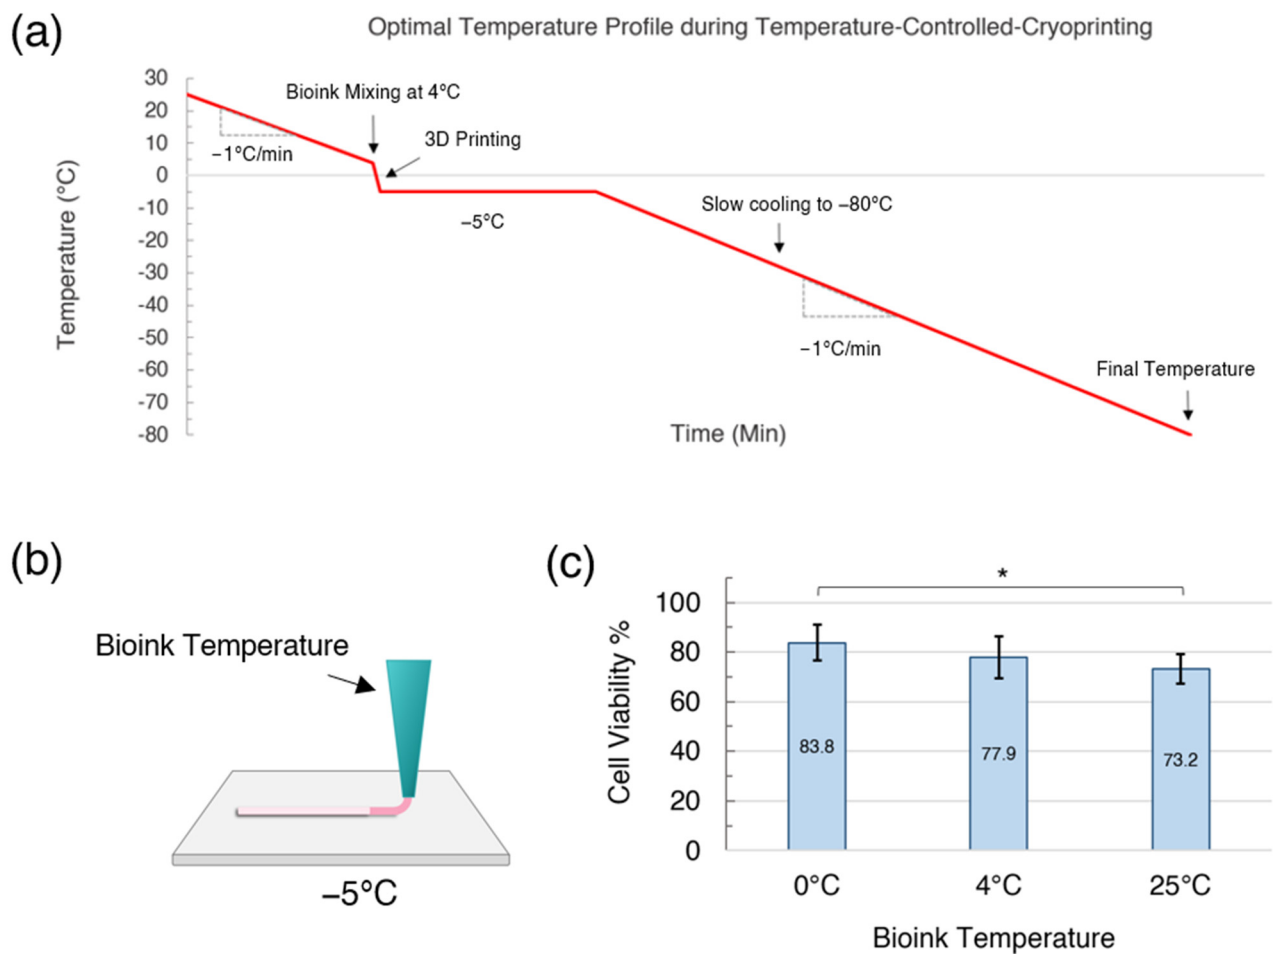 (a)
Optimal Temperature Profile during Temperature-Controlled-Cryoprinting
30
20
10
0
-10
-20
-30
-40
-50
-60
-70
-80
Temperature (°C)
Bioink Mixing at 4°C
3D Printing
−1°C/min
−5°C
Slow cooling to −80°C
−1°C/min
Final Temperature
Time (Min)
(b)
Bioink Temperature
−5°C
(c)
*
100
80
60
40
20
0
Cell Viability %
83.8
77.9
73.2
0°C
4°C
25°C
Bioink Temperature